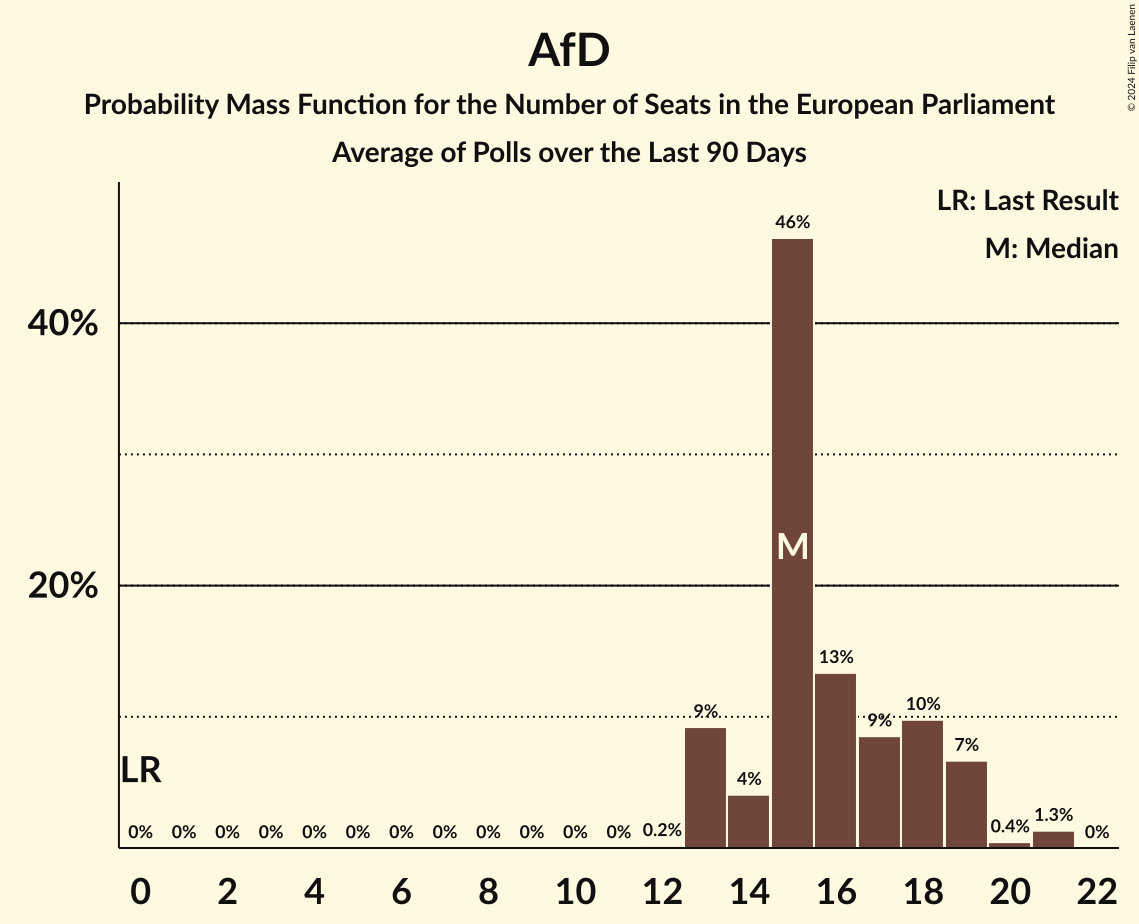 AfD
Probability Mass Function for the Number of Seats in the European Parliament
Average of Polls over the Last 90 Days
© 2024 Filip van Laenen
LR: Last Result
M: Median
46%
40%
M
20%
13%
9%
9%
10%
7%
4%
LR
0% 0% 0% 0% 0% 0% 0% 0% 0% 0% 0% 0% 0.2% 0.4% 1.3% 0%
0 2 4 6 8 10 12 14 16 18 20 22